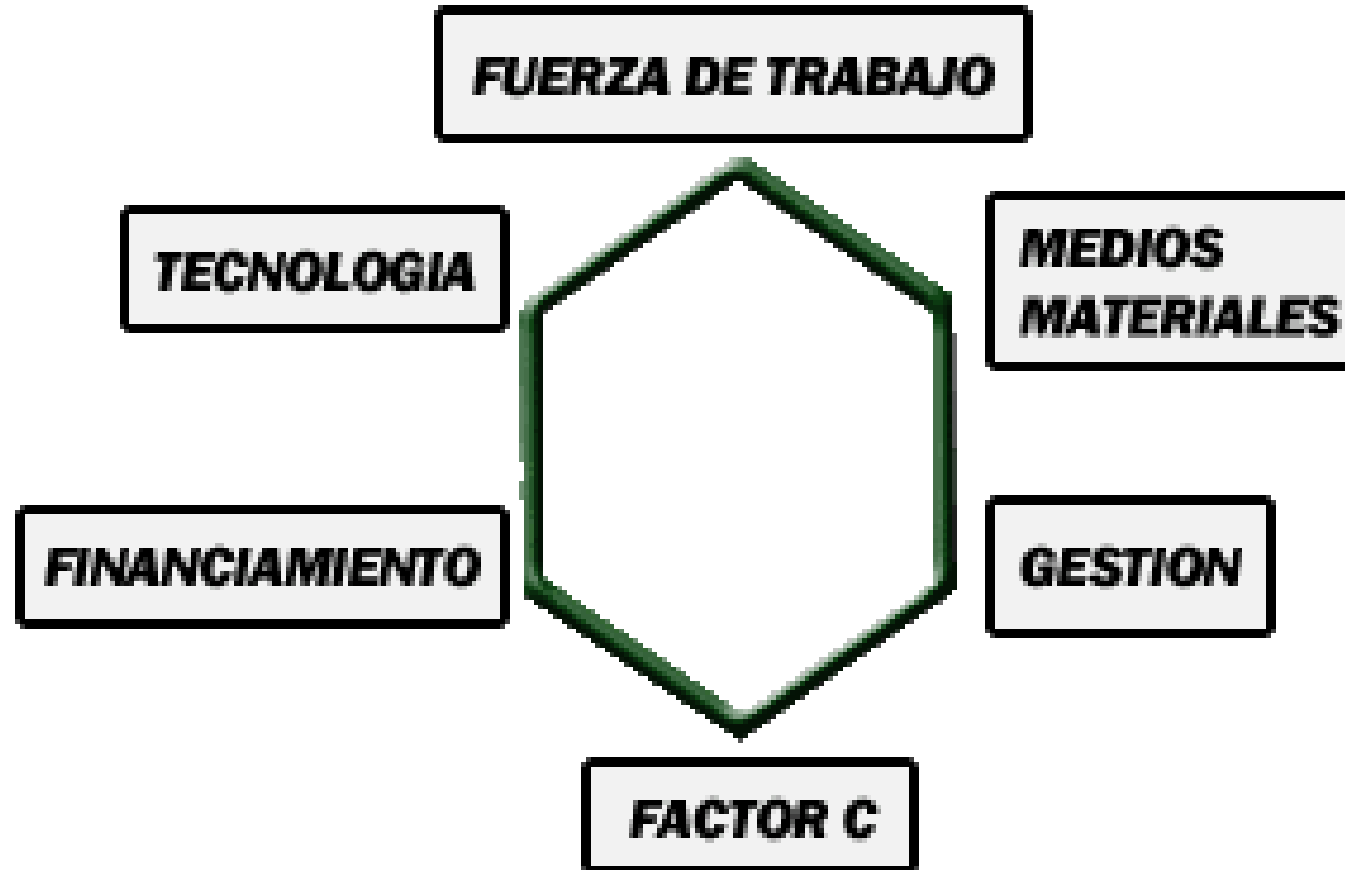 FUERZA DE TRABAJO
TECNOLOGIA
MEDIOS
MATERIALES
FINANCIAMIENTO
GESTION
FACTOR C